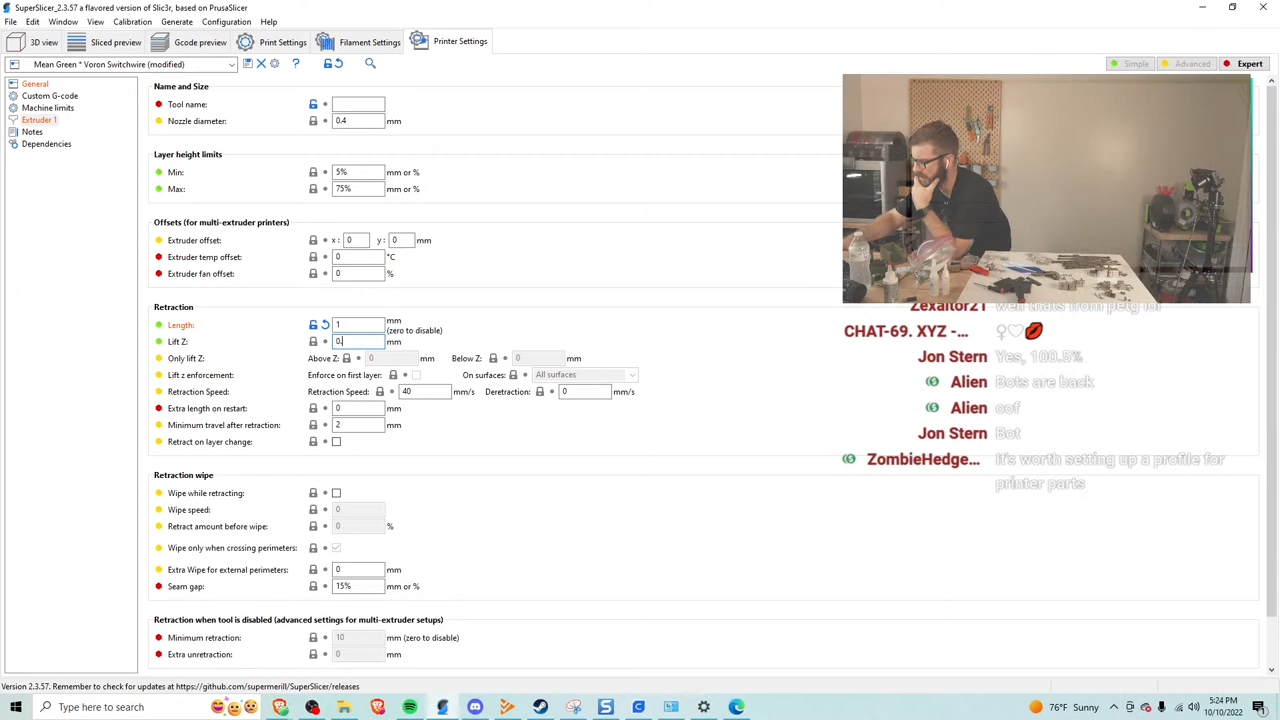 SuperSlicer_2.3.57 a flavored version of Slic3r, based on PrusaSlicer
File Edit Window View Calibration Generate Configuration Help
3D view Sliced preview Gcode preview Print Settings Filament Settings Printer Settings
Mean Green * Voron Switchwire (modified)
? Simple Advanced Expert
General
Custom G-code
Machine limits
Extruder 1
Notes
Dependencies
Name and Size
Tool name:
Nozzle diameter: 0.4 mm
Layer height limits
Min: 5% mm or %
Max: 75% mm or %
Offsets (for multi-extruder printers)
Extruder offset: x : 0 y : 0 mm
Extruder temp offset: 0 °C
Extruder fan offset: 0 %
Retraction
Length: 1 mm (zero to disable)
Lift Z: 0. mm
Only lift Z: Above Z: 0 mm Below Z: 0 mm
Lift z enforcement: Enforce on first layer: On surfaces: All surfaces
Retraction Speed: Retraction Speed: 40 mm/s Deretraction: 0 mm/s
Extra length on restart: 0 mm
Minimum travel after retraction: 2 mm
Retract on layer change:
Retraction wipe
Wipe while retracting:
Wipe speed: 0
Retract amount before wipe: 0 %
Wipe only when crossing perimeters:
Extra Wipe for external perimeters: 0 mm
Seam gap: 15% mm or %
Retraction when tool is disabled (advanced settings for multi-extruder setups)
Minimum retraction: 10 mm (zero to disable)
Extra unretraction: 0 mm
Zexaltor21 well thats from petg lol
CHAT-69. XYZ -...
Jon Stern Yes, 100.5%
Alien Bots are back
Alien oof
Jon Stern Bot
ZombieHedge... It's worth setting up a profile for
printer parts
Version 2.3.57. Remember to check for updates at https://github.com/supermerill/SuperSlicer/releases
Type here to search
76°F Sunny
5:24 PM
10/10/2022